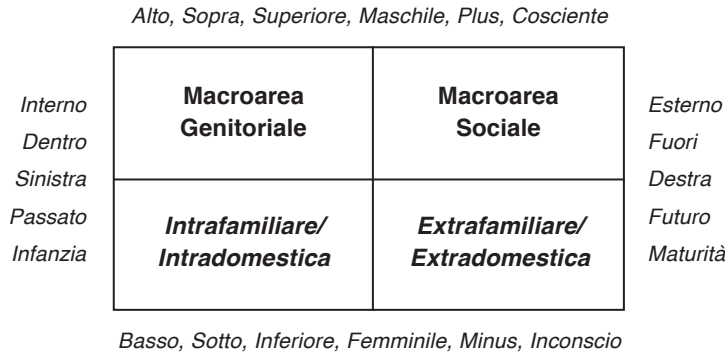 Alto, Sopra, Superiore, Maschile, Plus, Cosciente
Interno
Dentro
Sinistra
Passato
Infanzia
Macroarea
Genitoriale
Macroarea
Sociale
Intrafamiliare/
Intradomestica
Extrafamiliare/
Extradomestica
Esterno
Fuori
Destra
Futuro
Maturità
Basso, Sotto, Inferiore, Femminile, Minus, Inconscio